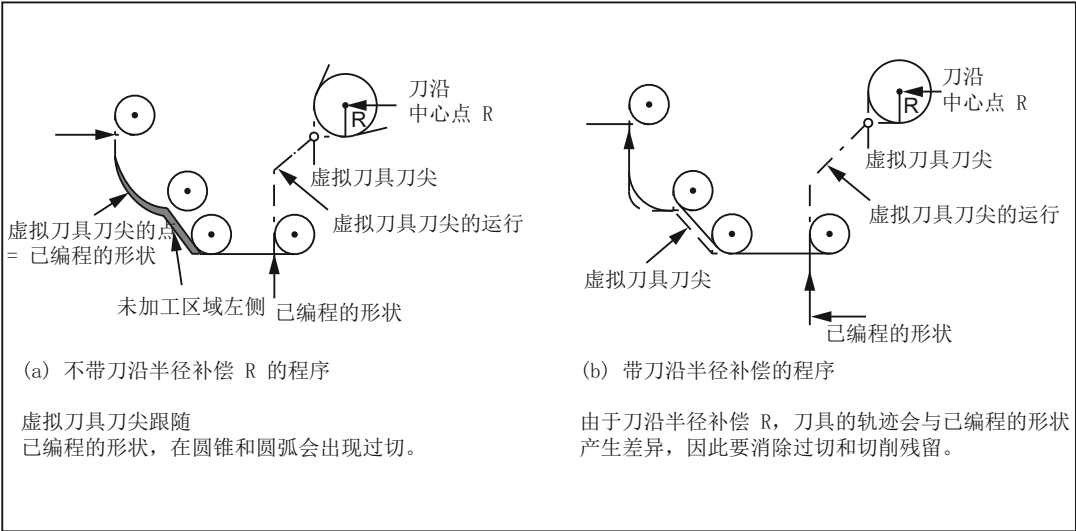 刀沿
中心点 R
R
虚拟刀具刀尖
虚拟刀具刀尖的运行
虚拟刀具刀尖的点
= 已编程的形状
未加工区域左侧
已编程的形状
(a) 不带刀沿半径补偿 R 的程序
虚拟刀具刀尖跟随
已编程的形状，在圆锥和圆弧会出现过切。
刀沿
中心点 R
R
虚拟刀具刀尖
虚拟刀具刀尖的运行
虚拟刀具刀尖
已编程的形状
(b) 带刀沿半径补偿的程序
由于刀沿半径补偿 R，刀具的轨迹会与已编程的形状
产生差异，因此要消除过切和切削残留。